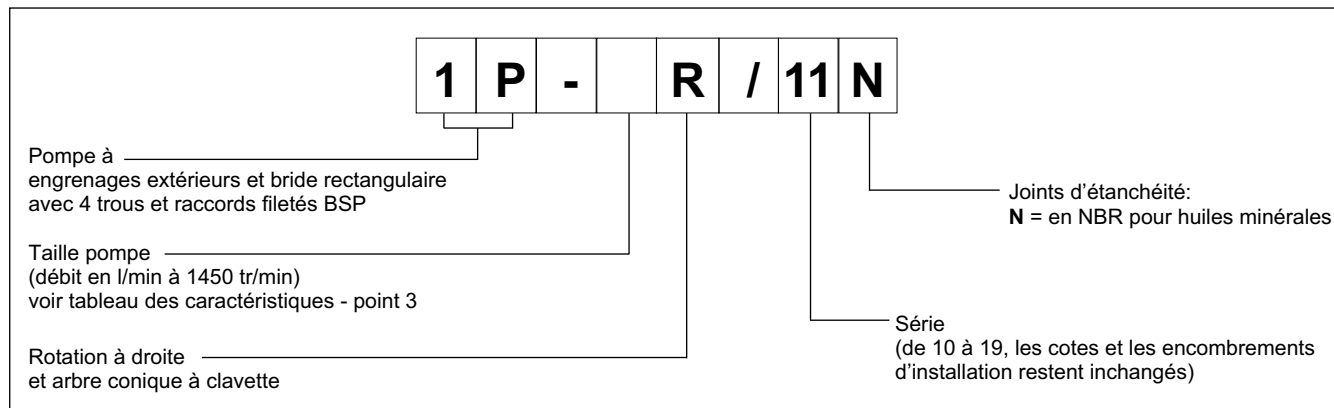 1 P - R / 11 N
Pompe à
engrenages extérieurs et bride rectangulaire
avec 4 trous et raccords filetés BSP
Taille pompe
(débit en l/min à 1450 tr/min)
voir tableau des caractéristiques - point 3
Rotation à droite
et arbre conique à clavette
Joints d’étanchéité:
N = en NBR pour huiles minérales
Série
(de 10 à 19, les cotes et les encombrements
d’installation restent inchangés)